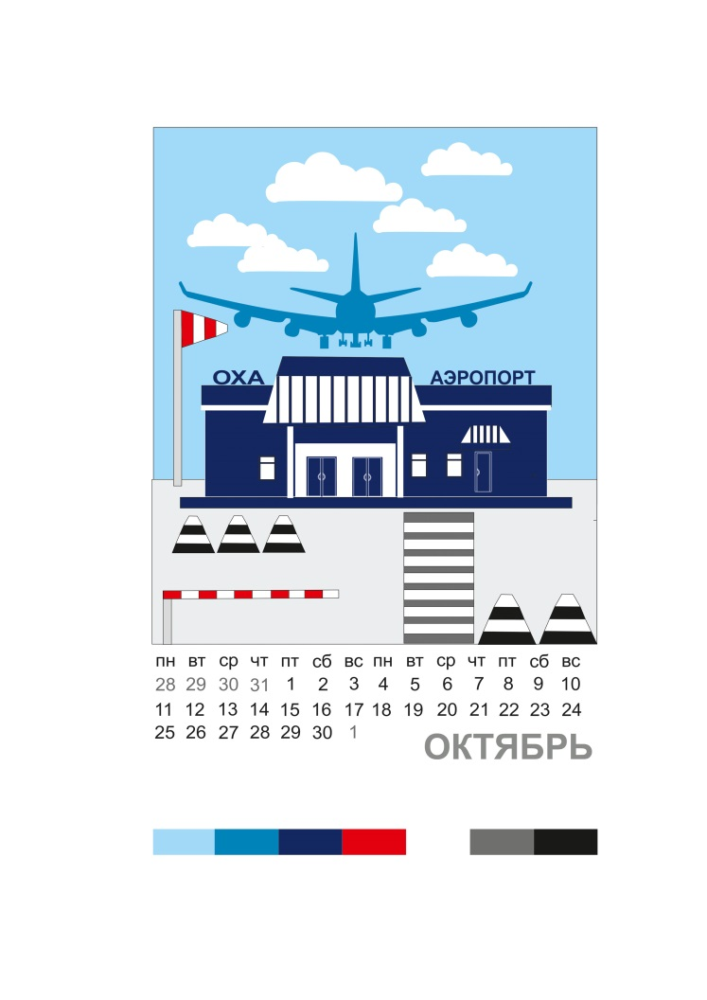 ОХА АЭРОПОРТ
пн вт ср чт пт сб вс пн вт ср чт пт сб вс
28 29 30 31 1 2 3 4 5 6 7 8 9 10
11 12 13 14 15 16 17 18 19 20 21 22 23 24
25 26 27 28 29 30 1
ОКТЯБРЬ